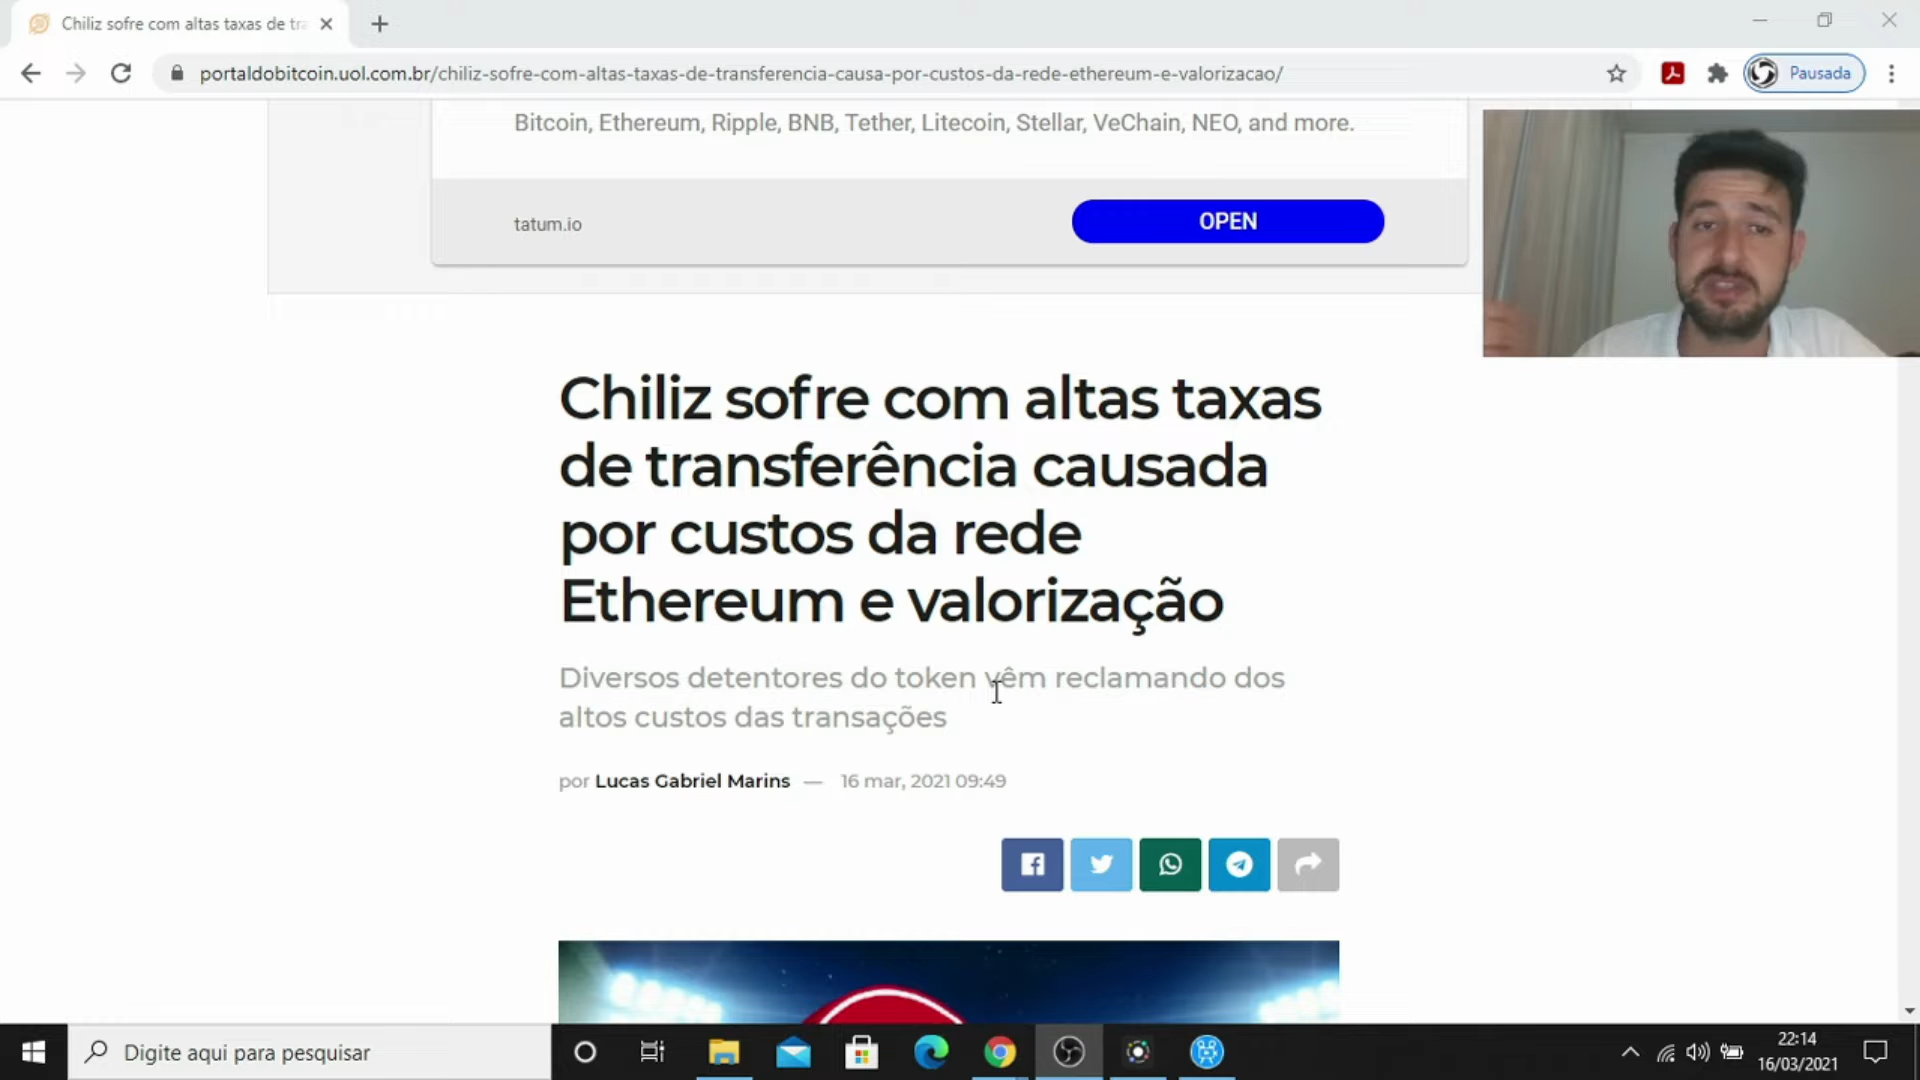 Chiliz sofre com altas taxas de tra
portaldobitcoin.uol.com.br/chiliz-sofre-com-altas-taxas-de-transferencia-causa-por-custos-da-rede-ethereum-e-valorizacao/
Pausada
Bitcoin, Ethereum, Ripple, BNB, Tether, Litecoin, Stellar, VeChain, NEO, and more.
tatum.io
OPEN
Chiliz sofre com altas taxas
de transferência causada
por custos da rede
Ethereum e valorização
Diversos detentores do token vêm reclamando dos
altos custos das transações
por Lucas Gabriel Marins — 16 mar, 2021 09:49
Digite aqui para pesquisar
22:14
16/03/2021